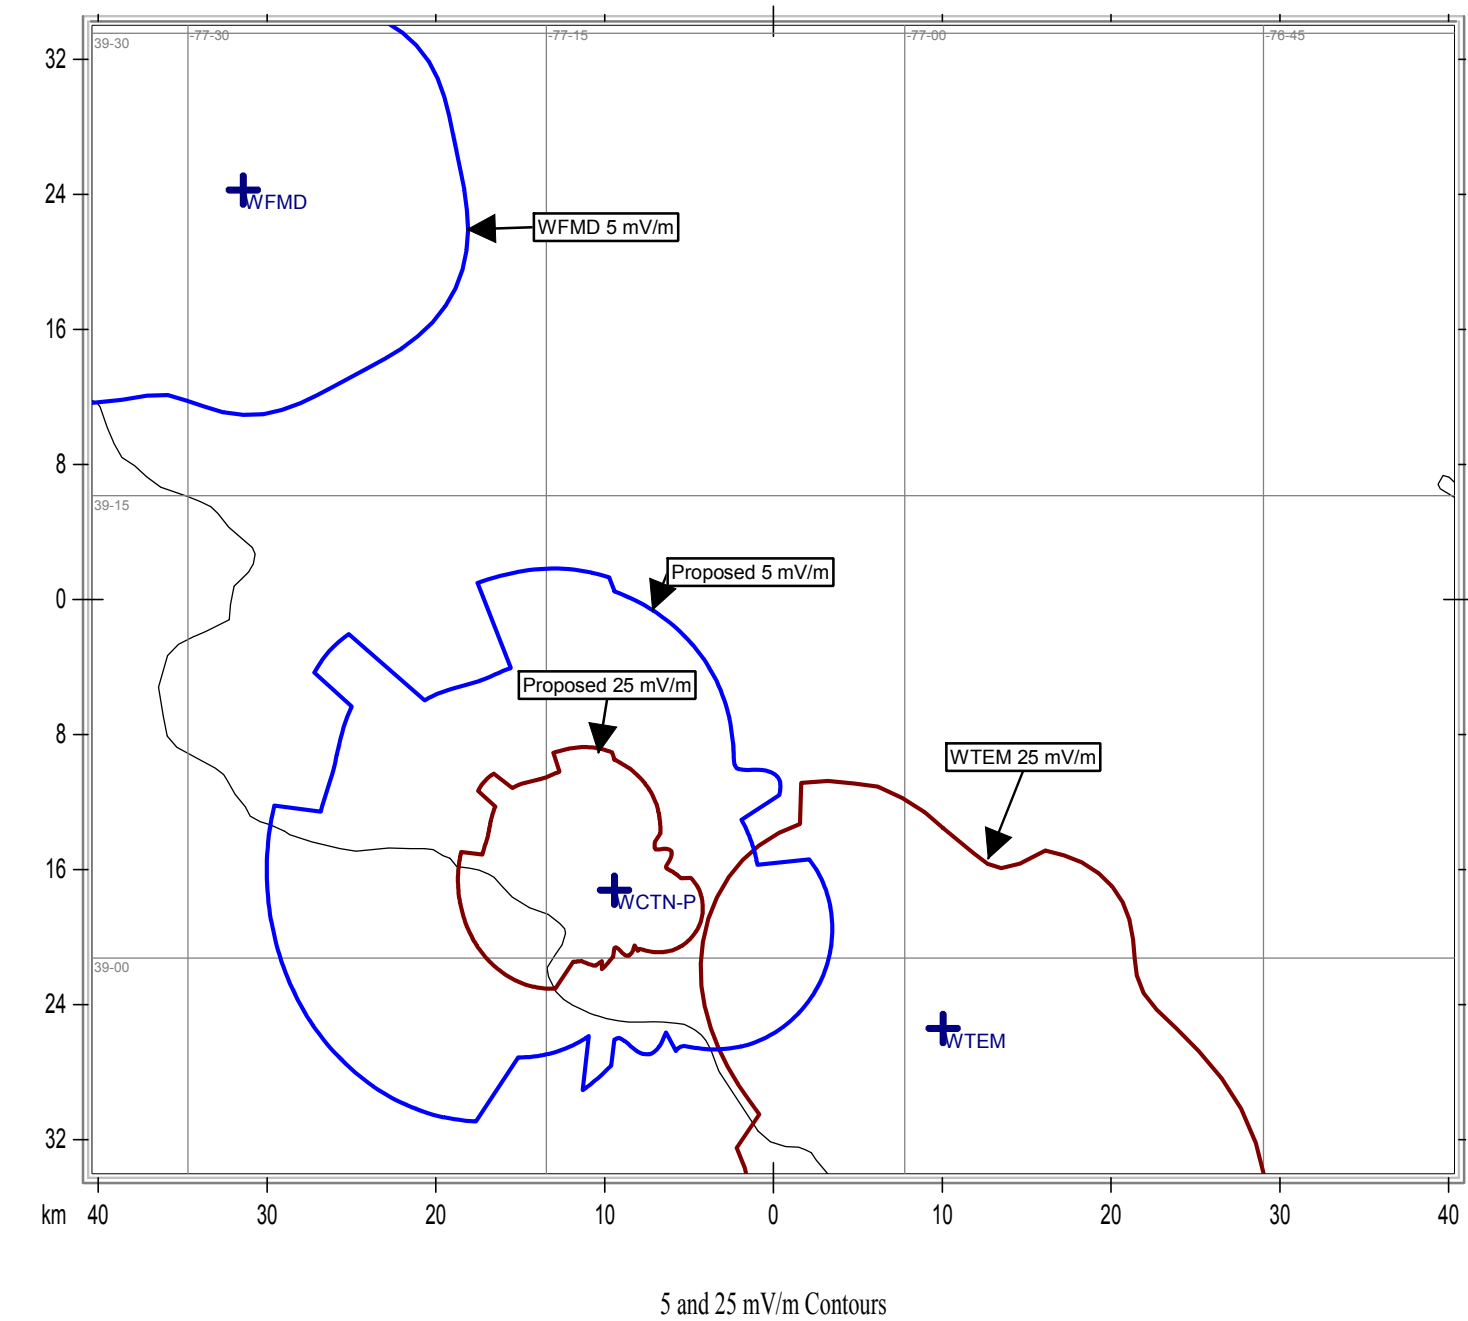 39-30
-77-30
-77-15
-77-00
-76-45
32
WFMD
24
WFMD 5 mV/m
16
8
39-15
Proposed 5 mV/m
0
Proposed 25 mV/m
8
WTEM 25 mV/m
16
WCTN-P
39-00
24
WTEM
32
km 40 30 20 10 0 10 20 30 40
5 and 25 mV/m Contours